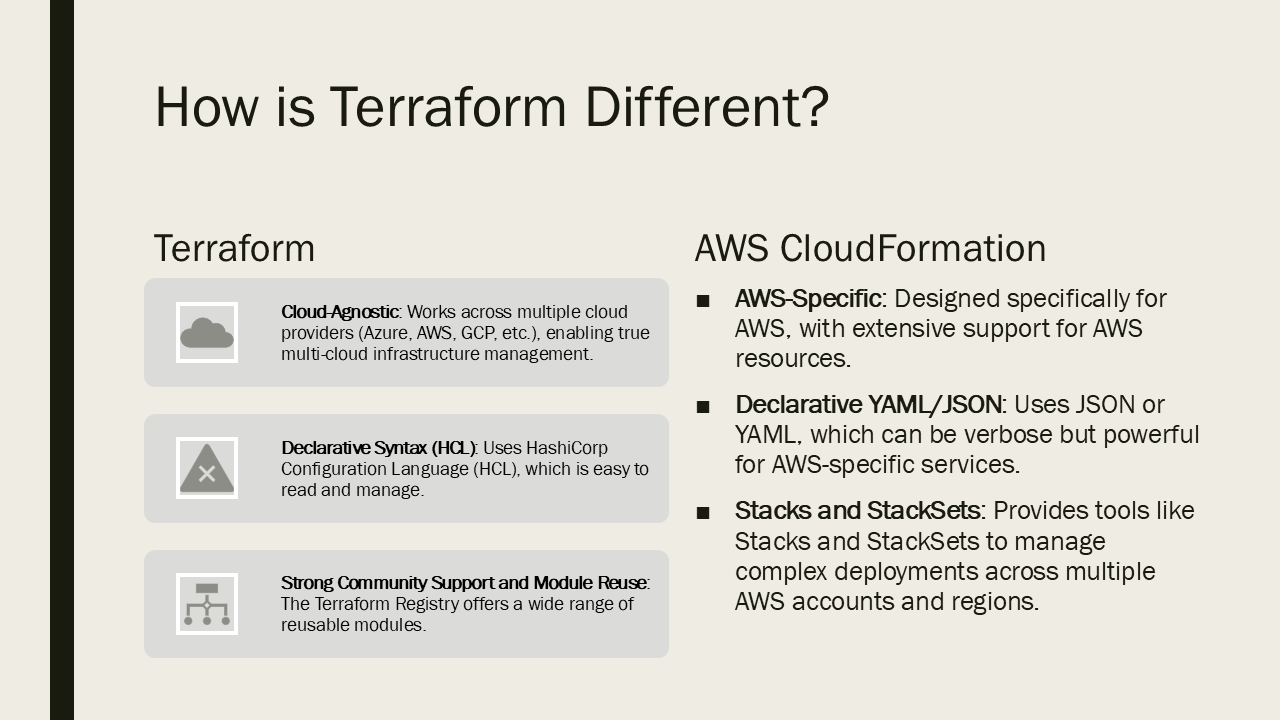 How is Terraform Different?
Terraform
Cloud-Agnostic: Works across multiple cloud
providers (Azure, AWS, GCP, etc.), enabling true
multi-cloud infrastructure management.
Declarative Syntax (HCL): Uses HashiCorp
Configuration Language (HCL), which is easy to
read and manage.
Strong Community Support and Module Reuse:
The Terraform Registry offers a wide range of
reusable modules.
AWS CloudFormation
■ AWS-Specific: Designed specifically for
AWS, with extensive support for AWS
resources.
■ Declarative YAML/JSON: Uses JSON or
YAML, which can be verbose but powerful
for AWS-specific services.
■ Stacks and StackSets: Provides tools like
Stacks and StackSets to manage
complex deployments across multiple
AWS accounts and regions.